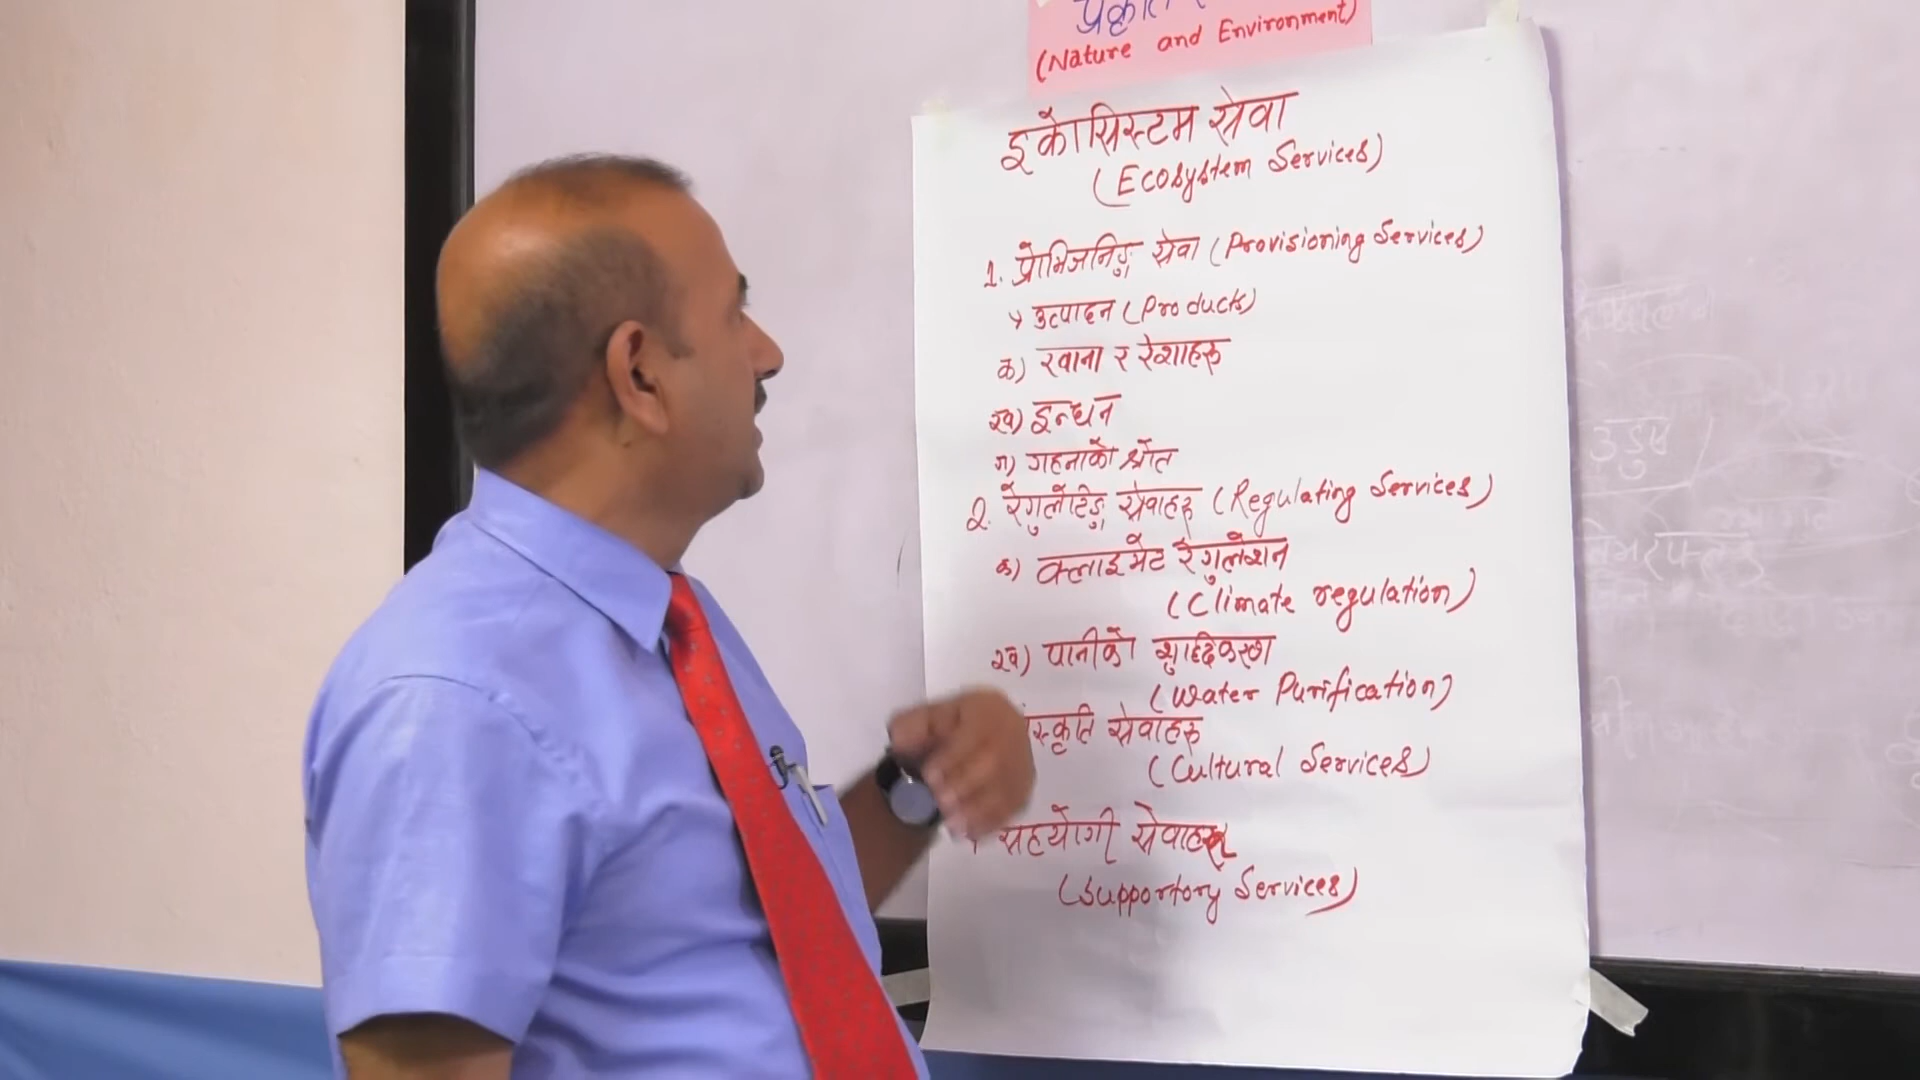 (Nature and Environment)
इकोसिस्टम सेवा
(Ecosystem Services)
1. प्रोभिजनिङ्ग सेवा (Provisioning Services)
उत्पादन (Products)
क) खाना र रेशाहरू
ख) इन्धन
ग) गहनाको श्रोत
2. रेगुलेटिङ्ग सेवाहरू (Regulating Services)
क) क्लाइमेट रेगुलेशन
(Climate regulation)
ख) पानीको शुद्दिकरण
(Water Purification)
सेवाहरू
(Cultural Services)
सहयोगी सेवाहरू
(Supportory Services)